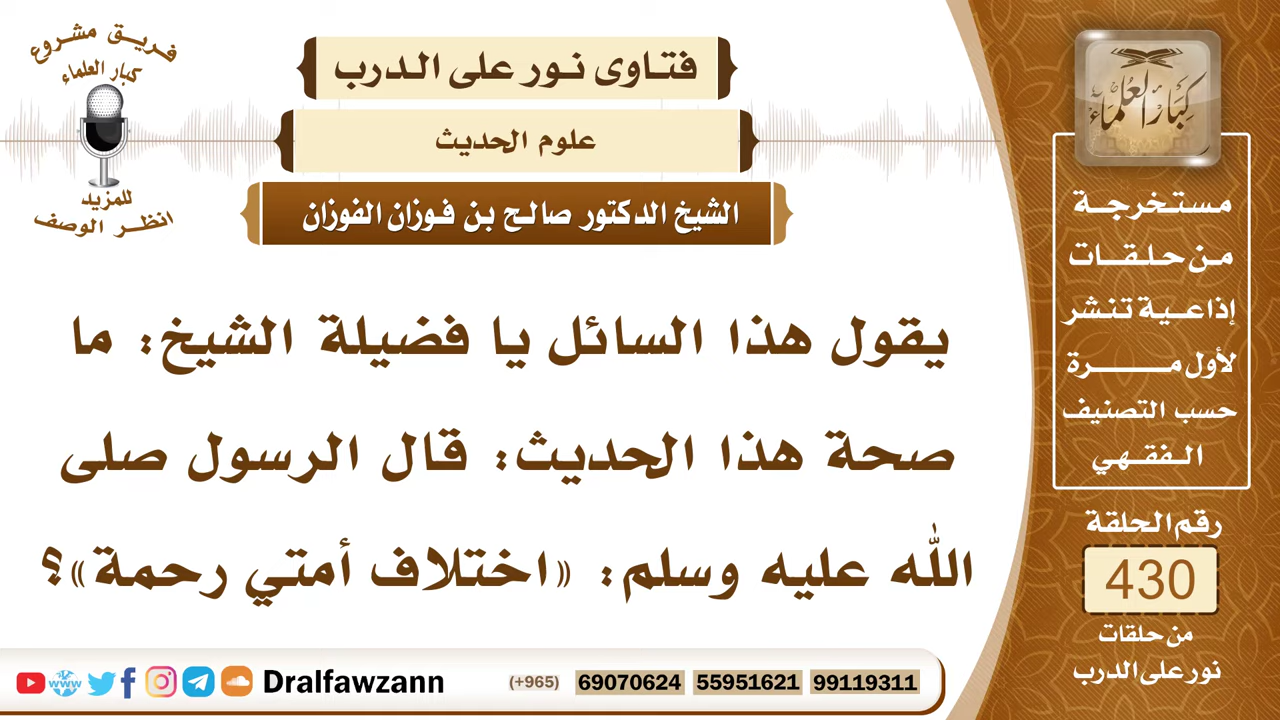 فريق مشروع
كبار العلماء
للمزيد
انظر الوصف
فتاوى نور على الدرب
علوم الحديث
الشيخ الدكتور صالح بن فوزان الفوزان
يقول هذا السائل يا فضيلة الشيخ: ما
صحة هذا الحديث: قال الرسول صلى
الله عليه وسلم: «اختلاف أمتي رحمة»؟
كبار العلماء
مستخرجة
من حلقات
إذاعية تنشر
لأول مرة
حسب التصنيف
الفقهي
رقم الحلقة
430
من حلقات
نور على الدرب
www Dralfawzann (+965) 69070624 55951621 99119311